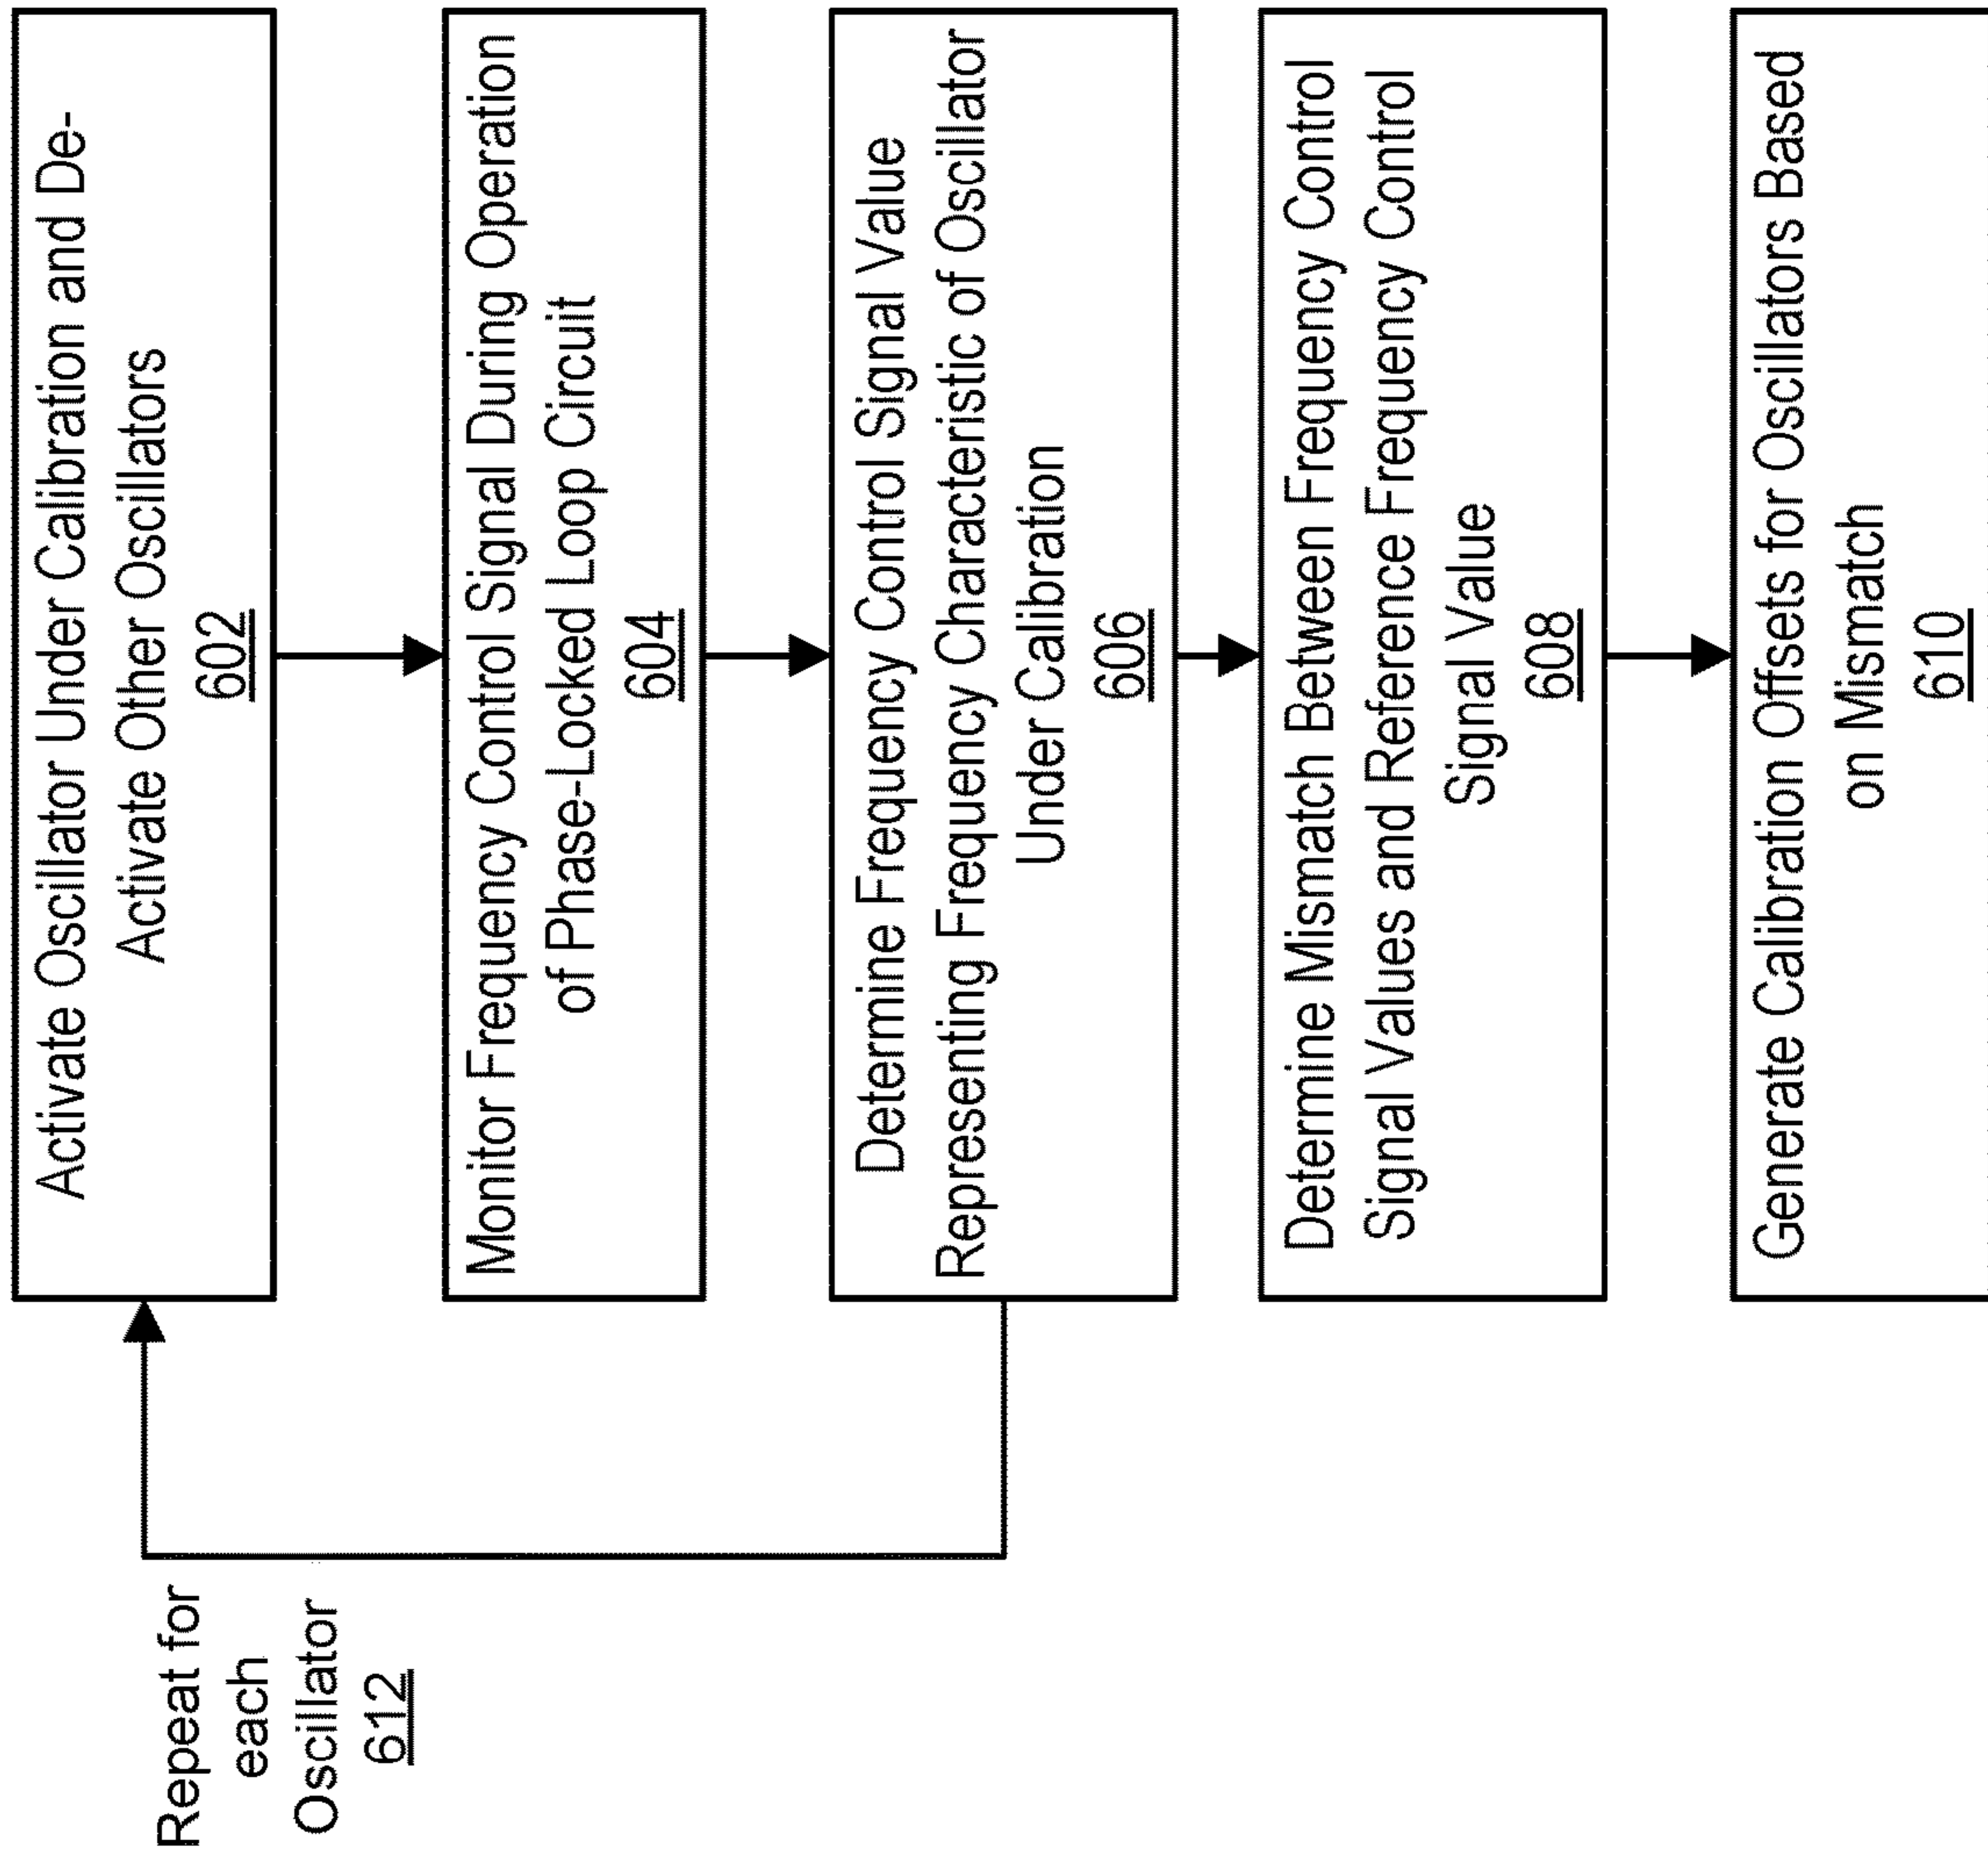 Activate Oscillator Under Calibration and De-
Activate Other Oscillators
602
Monitor Frequency Control Signal During Operation
of Phase-Locked Loop Circuit
604
Determine Frequency Control Signal Value
Representing Frequency Characteristic of Oscillator
Under Calibration
606
Determine Mismatch Between Frequency Control
Signal Values and Reference Frequency Control
Signal Value
608
Generate Calibration Offsets for Oscillators Based
on Mismatch
610
Repeat for
each
Oscillator
612